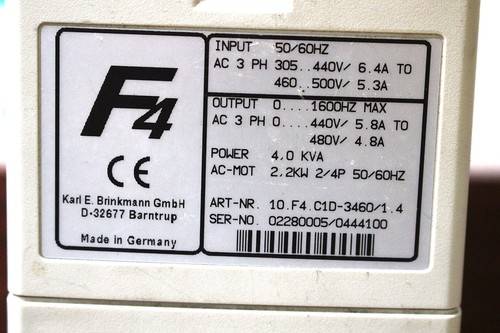 F4
CE
Karl E. Brinkmann GmbH
D-32677 Barntrup
Made in Germany
INPUT 50/60HZ
AC 3 PH 305..440V/ 6.4A TO
460..500V/ 5.3A
OUTPUT 0....1600HZ MAX
AC 3 PH 0....440V/ 5.8A TO
480V/ 4.8A
POWER 4.0 KVA
AC-MOT 2.2KW 2/4P 50/60HZ
ART-NR. 10.F4.C1D-3460/1.4
SER-NO. 02280005/0444100